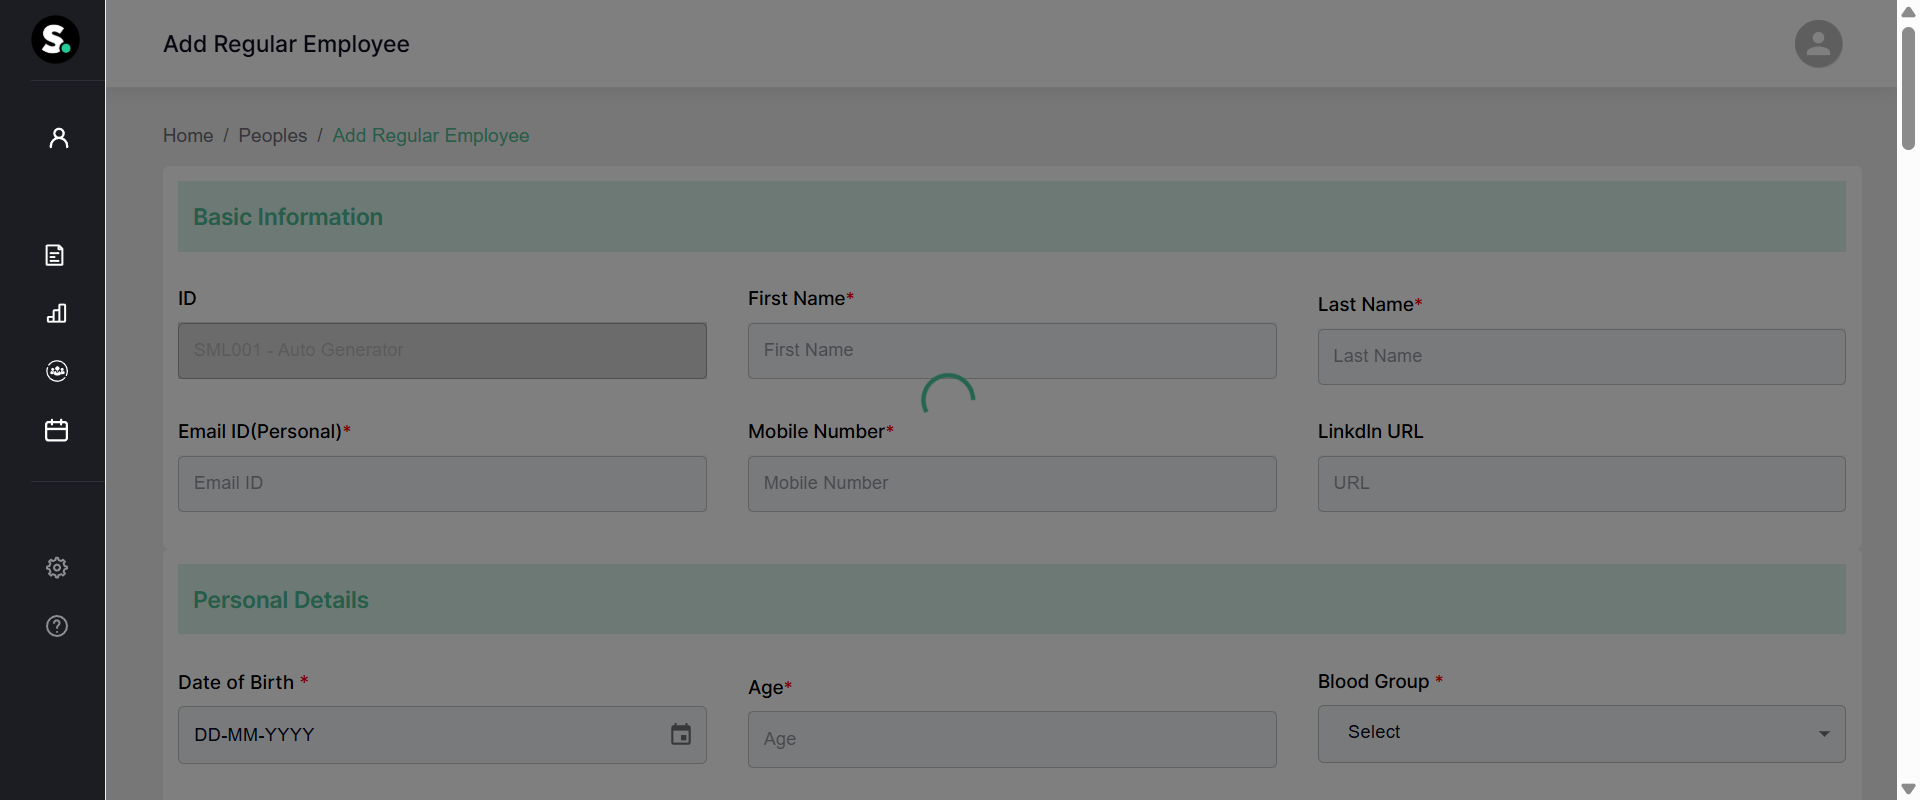 S.
Add Regular Employee
Home / Peoples / Add Regular Employee
Basic Information
ID
First Name*
Last Name*
SML001 - Auto Generator
First Name
Last Name
Email ID(Personal)*
Mobile Number*
LinkdIn URL
Email ID
Mobile Number
URL
Personal Details
Date of Birth *
Age*
Blood Group *
DD-MM-YYYY
Age
Select